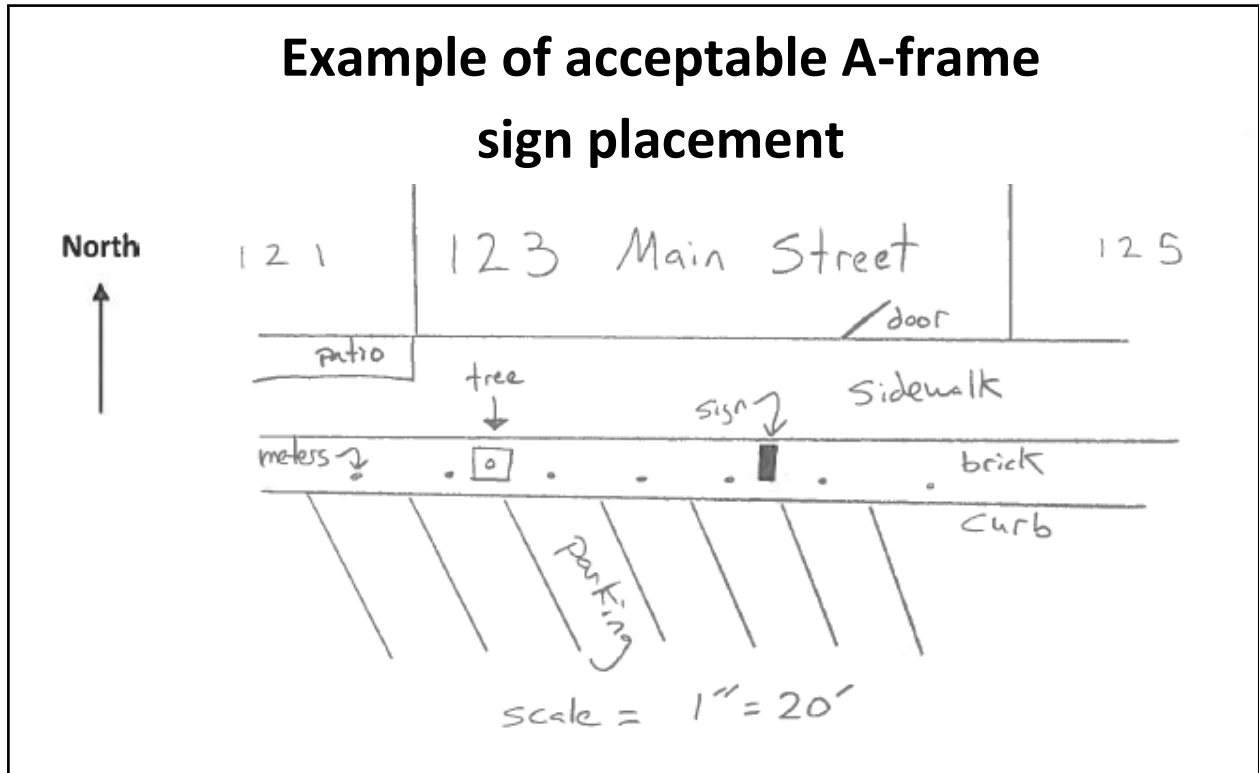 Example of acceptable A-frame
sign placement
North
121
123 Main Street
125
door
patio
tree
sign
Sidewalk
meters
brick
curb
parking
scale = 1" = 20'